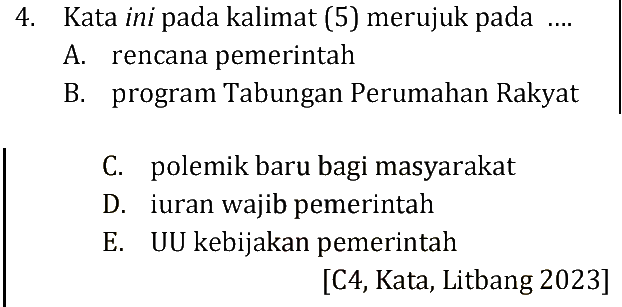 4. Kata ini pada kalimat (5) merujuk pada ....
A. rencana pemerintah
B. program Tabungan Perumahan Rakyat
C. polemik baru bagi masyarakat
D. iuran wajib pemerintah
E. UU kebijakan pemerintah
[C4, Kata, Litbang 2023]